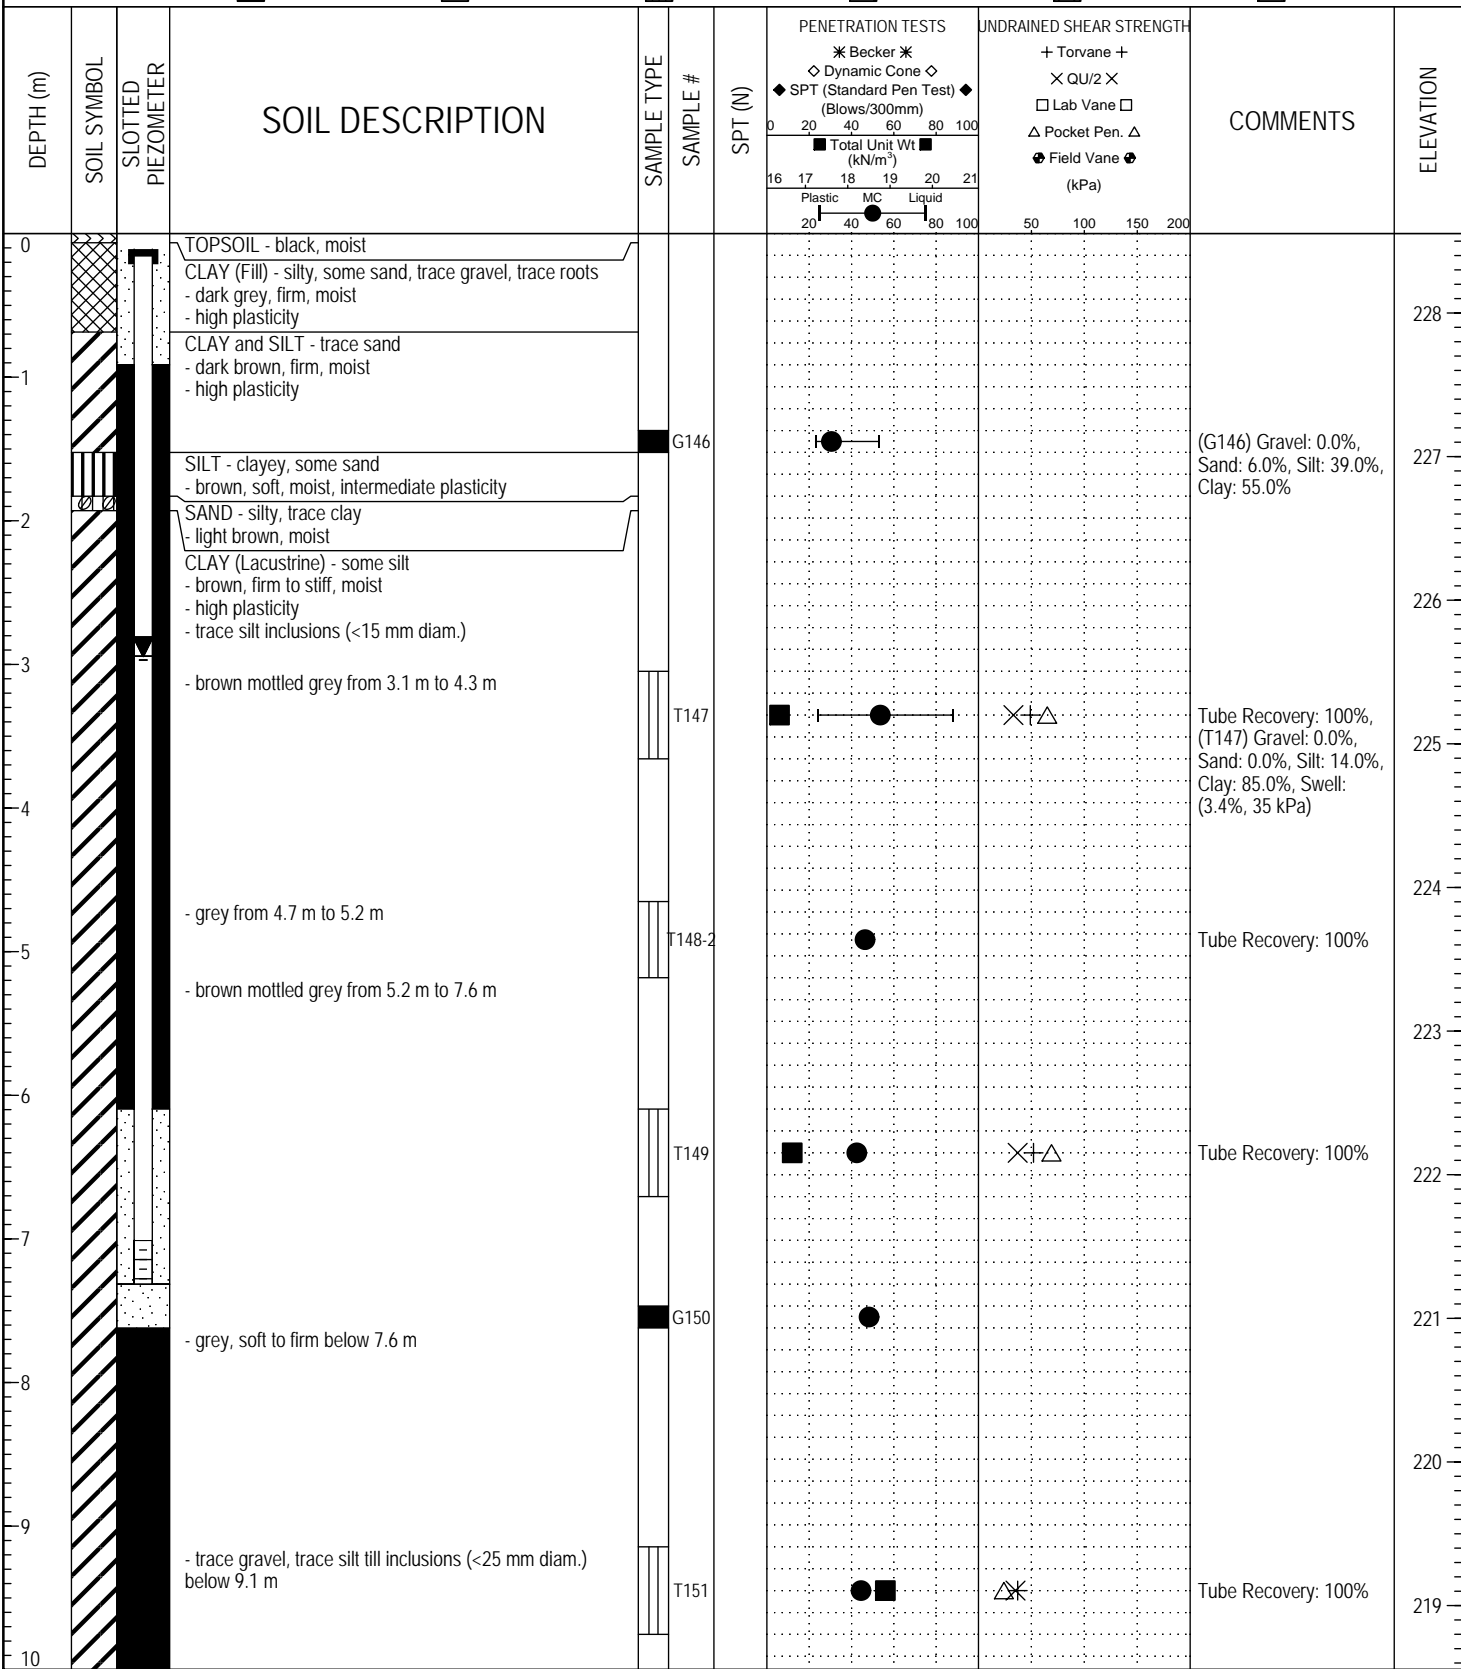 DEPTH (m)
SOIL SYMBOL
SLOTTED
PIEZOMETER
SOIL DESCRIPTION
SAMPLE TYPE
SAMPLE #
SPT (N)
PENETRATION TESTS
✳ Becker ✳
◇ Dynamic Cone ◇
◆ SPT (Standard Pen Test) ◆
(Blows/300mm)
0 20 40 60 80 100
■ Total Unit Wt ■
(kN/m³)
16 17 18 19 20 21
Plastic MC Liquid
20 40 60 80 100
UNDRAINED SHEAR STRENGTH
+ Torvane +
✕ QU/2 ✕
□ Lab Vane □
△ Pocket Pen. △
Field Vane
(kPa)
50 100 150 200
COMMENTS
ELEVATION
0
TOPSOIL - black, moist
CLAY (Fill) - silty, some sand, trace gravel, trace roots
- dark grey, firm, moist
- high plasticity
228
CLAY and SILT - trace sand
- dark brown, firm, moist
- high plasticity
1
G146
(G146) Gravel: 0.0%,
Sand: 6.0%, Silt: 39.0%,
Clay: 55.0%
227
SILT - clayey, some sand
- brown, soft, moist, intermediate plasticity
SAND - silty, trace clay
- light brown, moist
2
CLAY (Lacustrine) - some silt
- brown, firm to stiff, moist
- high plasticity
- trace silt inclusions (<15 mm diam.)
226
3
- brown mottled grey from 3.1 m to 4.3 m
T147
Tube Recovery: 100%,
(T147) Gravel: 0.0%,
Sand: 0.0%, Silt: 14.0%,
Clay: 85.0%, Swell:
(3.4%, 35 kPa)
225
4
224
- grey from 4.7 m to 5.2 m
T148-2
Tube Recovery: 100%
5
- brown mottled grey from 5.2 m to 7.6 m
223
6
T149
Tube Recovery: 100%
222
7
G150
221
- grey, soft to firm below 7.6 m
8
220
9
- trace gravel, trace silt till inclusions (<25 mm diam.)
below 9.1 m
T151
Tube Recovery: 100%
219
10